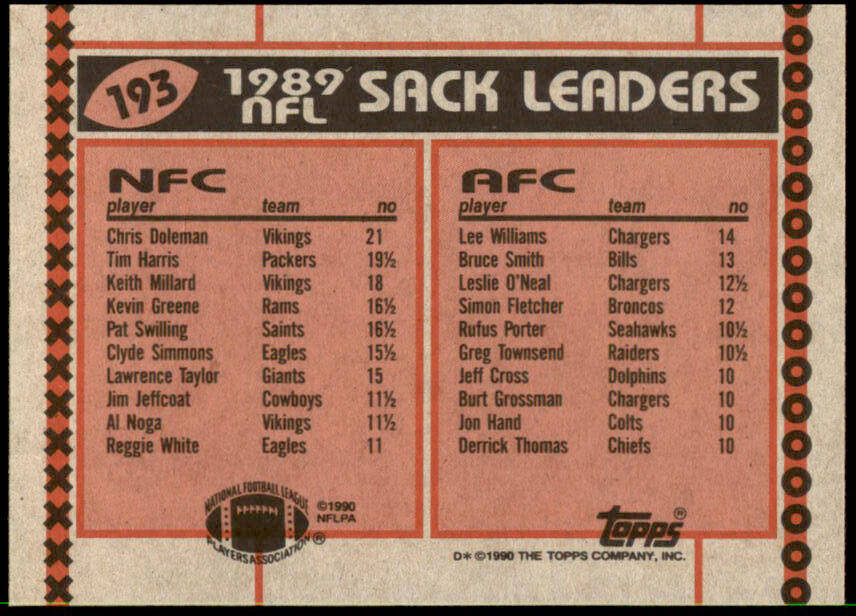 193
1989 NFL SACK LEADERS
NFC
player team no
Chris Doleman Vikings 21
Tim Harris Packers 19½
Keith Millard Vikings 18
Kevin Greene Rams 16½
Pat Swilling Saints 16½
Clyde Simmons Eagles 15½
Lawrence Taylor Giants 15
Jim Jeffcoat Cowboys 11½
Al Noga Vikings 11½
Reggie White Eagles 11
NATIONAL FOOTBALL LEAGUE
PLAYERS ASSOCIATION ®
©1990
NFLPA
AFC
player team no
Lee Williams Chargers 14
Bruce Smith Bills 13
Leslie O'Neal Chargers 12½
Simon Fletcher Broncos 12
Rufus Porter Seahawks 10½
Greg Townsend Raiders 10½
Jeff Cross Dolphins 10
Burt Grossman Chargers 10
Jon Hand Colts 10
Derrick Thomas Chiefs 10
topps ®
D* ©1990 THE TOPPS COMPANY, INC.